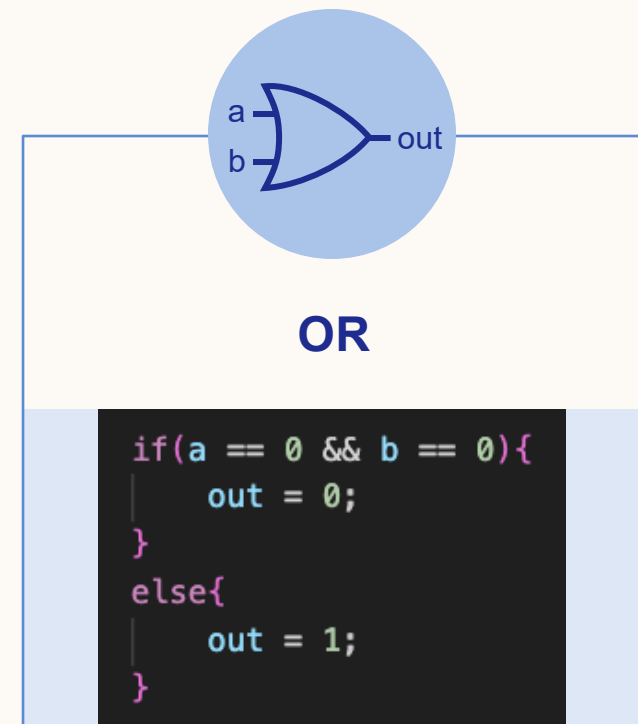 a
b
out
OR
if(a == 0 && b == 0){
    out = 0;
}
else{
    out = 1;
}